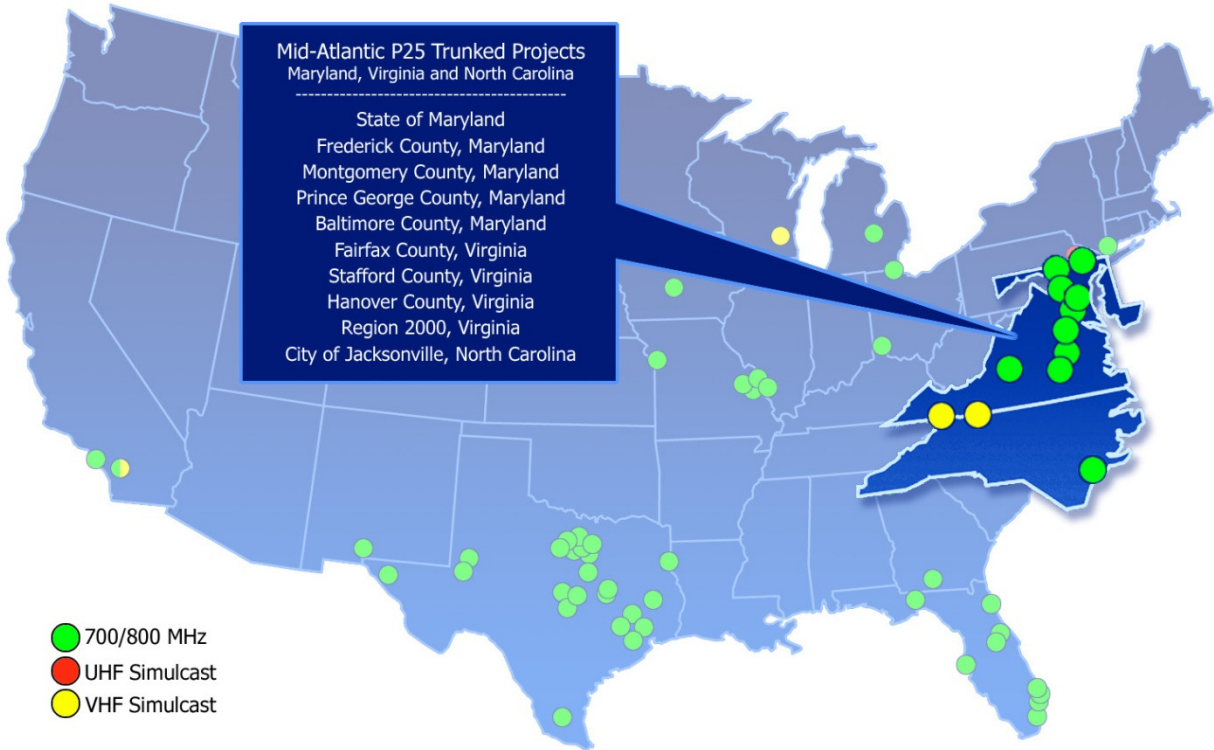 Mid-Atlantic P25 Trunked Projects
Maryland, Virginia and North Carolina
-------------------------------------------
State of Maryland
Frederick County, Maryland
Montgomery County, Maryland
Prince George County, Maryland
Baltimore County, Maryland
Fairfax County, Virginia
Stafford County, Virginia
Hanover County, Virginia
Region 2000, Virginia
City of Jacksonville, North Carolina
700/800 MHz
UHF Simulcast
VHF Simulcast